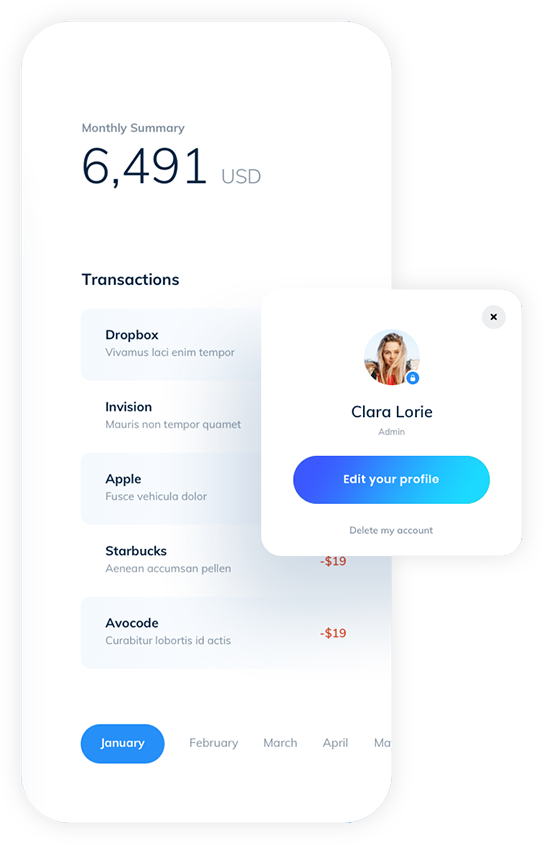 Monthly Summary
6,491 USD
Transactions
Dropbox
Vivamus laci enim tempor
Invision
Mauris non tempor quamet
Apple
Fusce vehicula dolor
Starbucks
Aenean accumsan pellen
-$19
Avocode
Curabitur lobortis id actis
-$19
January February March April
Clara Lorie
Admin
Edit your profile
Delete my account